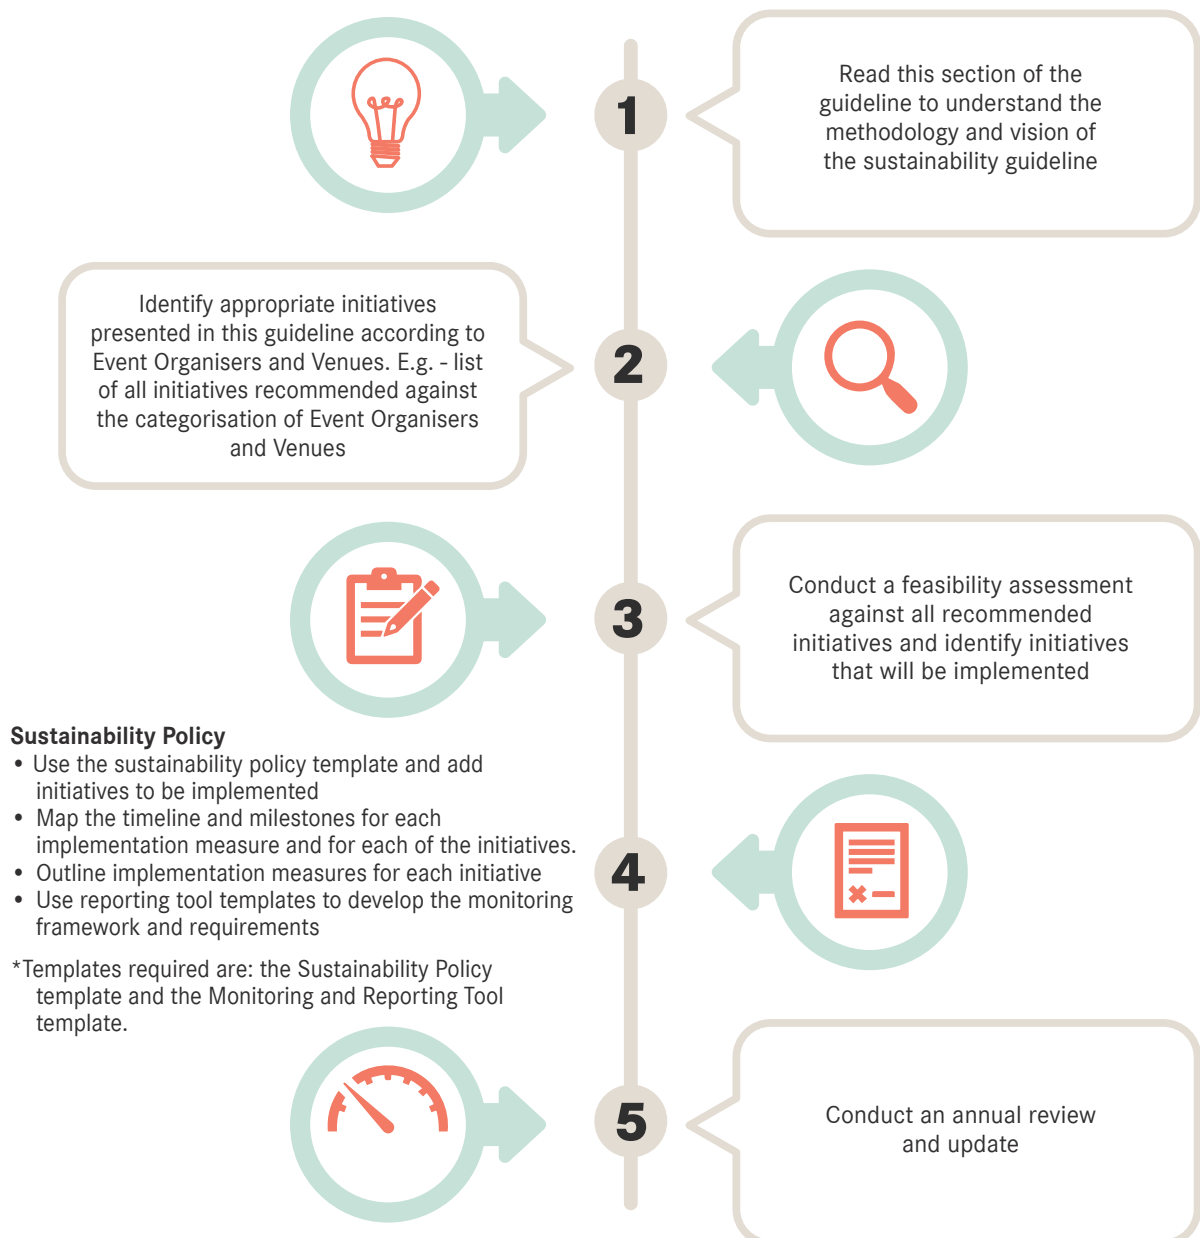 1
Read this section of the
guideline to understand the
methodology and vision of
the sustainability guideline
Identify appropriate initiatives
presented in this guideline according to
Event Organisers and Venues. E.g. - list
of all initiatives recommended against
the categorisation of Event Organisers
and Venues
2
3
Conduct a feasibility assessment
against all recommended
initiatives and identify initiatives
that will be implemented
Sustainability Policy
• Use the sustainability policy template and add
initiatives to be implemented
• Map the timeline and milestones for each
implementation measure and for each of the initiatives.
• Outline implementation measures for each initiative
• Use reporting tool templates to develop the monitoring
framework and requirements
*Templates required are: the Sustainability Policy
template and the Monitoring and Reporting Tool
template.
4
5
Conduct an annual review
and update